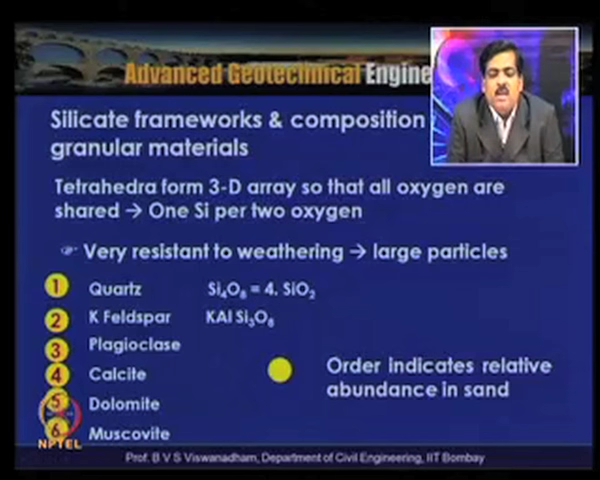 Advanced Geotechnical Engine
Silicate frameworks & composition
granular materials
Tetrahedra form 3-D array so that all oxygen are
shared → One Si per two oxygen
☞ Very resistant to weathering → large particles
1 Quartz Si₄O₈ = 4. SiO₂
2 K Feldspar KAl Si₃O₈
3 Plagioclase
4 Calcite
5 Dolomite
6 Muscovite
Order indicates relative
abundance in sand
NPTEL
Prof. B V S Viswanadham, Department of Civil Engineering, IIT Bombay